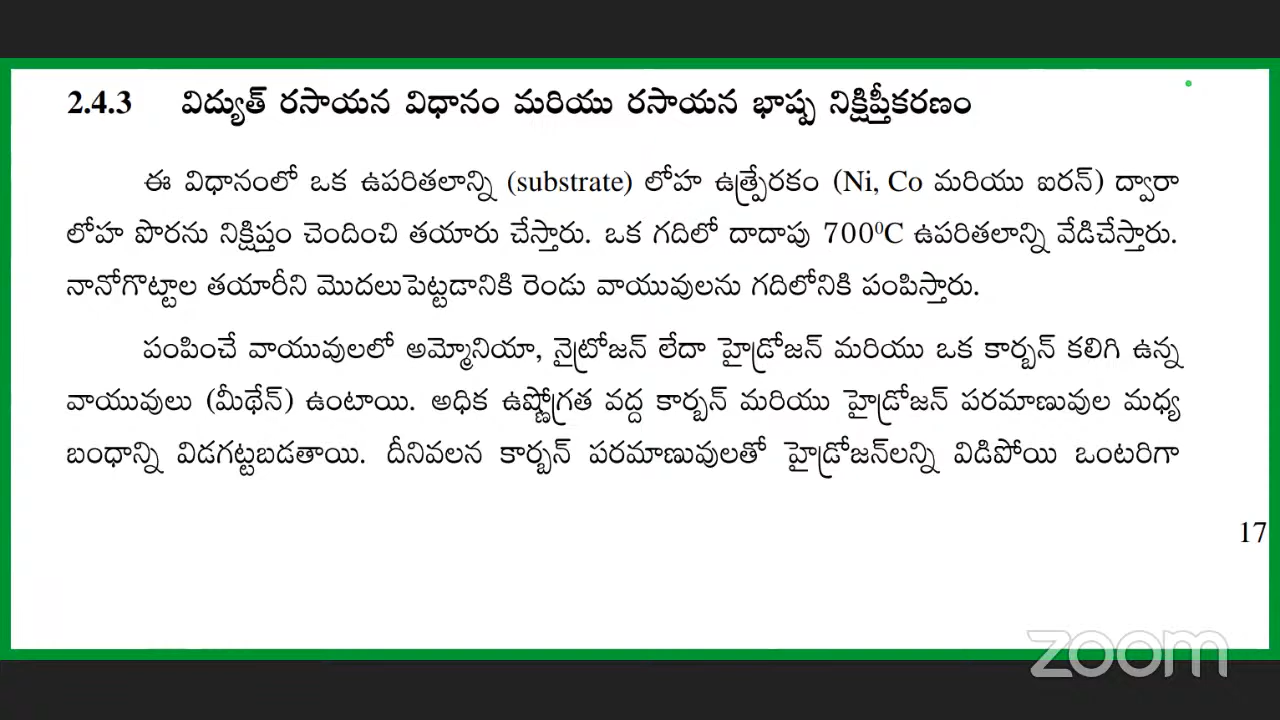 2.4.3 విద్యుత్ రసాయన విధానం మరియు రసాయన భాష్ప నిక్షిప్తీకరణం
ఈ విధానంలో ఒక ఉపరితలాన్ని (substrate) లోహ ఉత్ప్రేరకం (Ni, Co మరియు ఐరన్) ద్వారా
లోహ పొరను నిక్షిప్తం చెందించి తయారు చేస్తారు. ఒక గదిలో దాదాపు 700⁰C ఉపరితలాన్ని వేడిచేస్తారు.
నానోగొట్టాల తయారీని మొదలుపెట్టడానికి రెండు వాయువులను గదిలోనికి పంపిస్తారు.
పంపించే వాయువులలో అమ్మోనియా, నైట్రోజన్ లేదా హైడ్రోజన్ మరియు ఒక కార్బన్ కలిగి ఉన్న
వాయువులు (మీథేన్) ఉంటాయి. అధిక ఉష్ణోగ్రత వద్ద కార్బన్ మరియు హైడ్రోజన్ పరమాణువుల మధ్య
బంధాన్ని విడగట్టబడతాయి. దీనివలన కార్బన్ పరమాణువులతో హైడ్రోజన్‌లన్ని విడిపోయి ఒంటరిగా
17
zoom